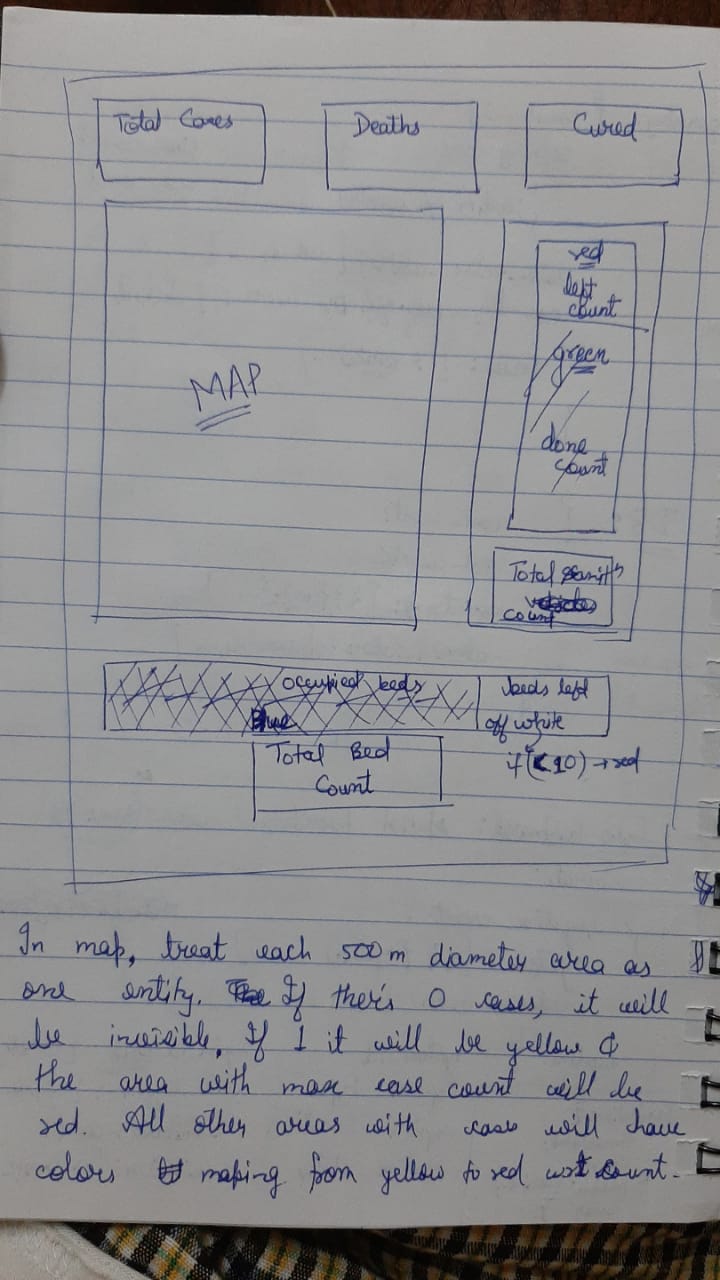 Total Cases
Deaths
Cured
red
left
count
green
done
count
MAP
Total
count
occupied beds
Blue
beds left
off white
if (<10) → red
Total Bed
Count
In map, treat each 500 m diameter area as
one entity. If there's 0 cases, it will
be invisible, If 1 it will be yellow &
the area with max case count will be
red. All other areas with cases will have
colors maping from yellow to red wrt count.